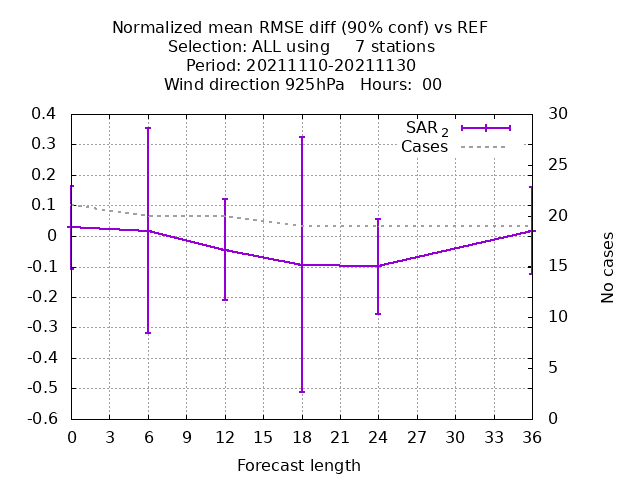 Normalized mean RMSE diff (90% conf) vs REF
Selection: ALL using     7 stations
Period: 20211110-20211130
Wind direction 925hPa   Hours:  00
0.4
0.3
0.2
0.1
0
-0.1
-0.2
-0.3
-0.4
-0.5
-0.6
30
25
20
15
10
5
0
SAR 2
Cases
No cases
0 3 6 9 12 15 18 21 24 27 30 33 36
Forecast length